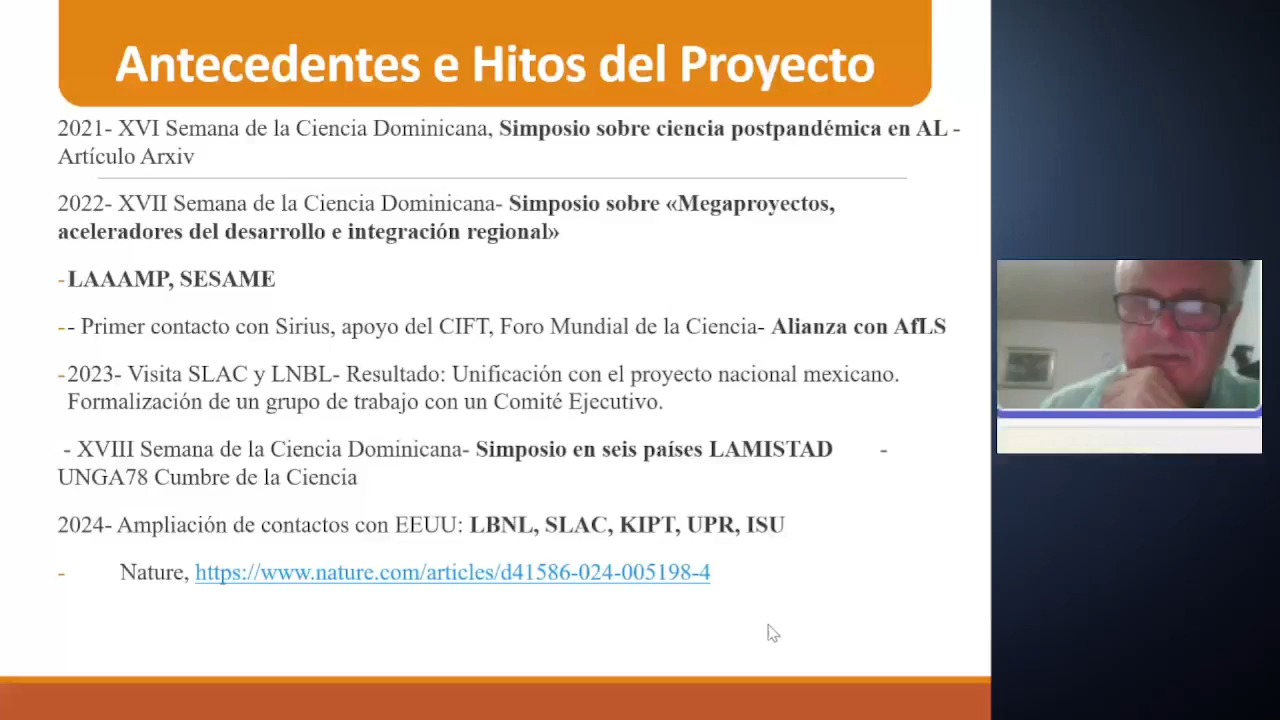 Antecedentes e Hitos del Proyecto
2021- XVI Semana de la Ciencia Dominicana, Simposio sobre ciencia postpandémica en AL -
Artículo Arxiv
2022- XVII Semana de la Ciencia Dominicana- Simposio sobre «Megaproyectos,
aceleradores del desarrollo e integración regional»
-LAAAMP, SESAME
-- Primer contacto con Sirius, apoyo del CIFT, Foro Mundial de la Ciencia- Alianza con AfLS
-2023- Visita SLAC y LNBL- Resultado: Unificación con el proyecto nacional mexicano.
Formalización de un grupo de trabajo con un Comité Ejecutivo.
- XVIII Semana de la Ciencia Dominicana- Simposio en seis países LAMISTAD -
UNGA78 Cumbre de la Ciencia
2024- Ampliación de contactos con EEUU: LBNL, SLAC, KIPT, UPR, ISU
- Nature, https://www.nature.com/articles/d41586-024-005198-4